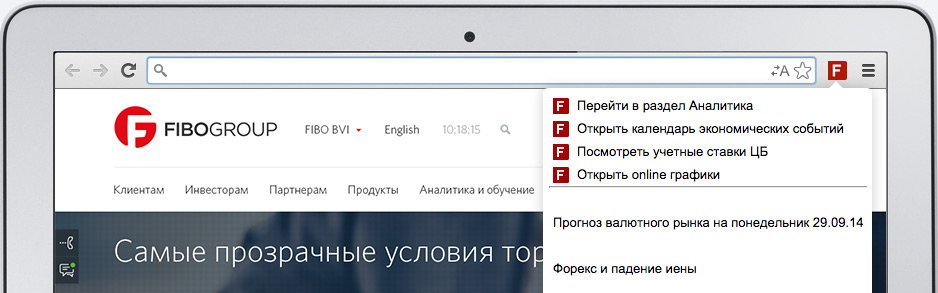 FIBOGROUP
FIBO BVI
English
10:18:15
Клиентам
Инвесторам
Партнерам
Продукты
Аналитика и обучение
Самые прозрачные условия тор
F Перейти в раздел Аналитика
F Открыть календарь экономических событий
F Посмотреть учетные ставки ЦБ
F Открыть online графики
Прогноз валютного рынка на понедельник 29.09.14
Форекс и падение иены